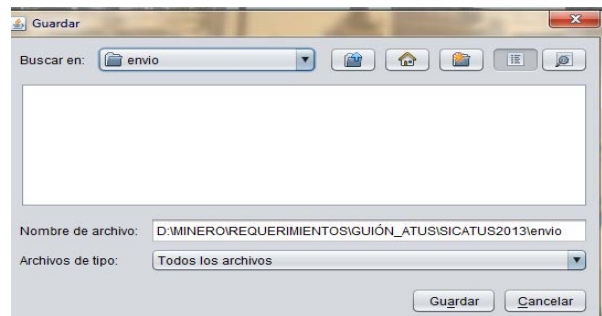 Guardar
Buscar en: envio
Nombre de archivo: D:\MINERO\REQUERIMIENTOS\GUIÓN_ATUS\SICATUS2013\envio
Archivos de tipo: Todos los archivos
Guardar Cancelar